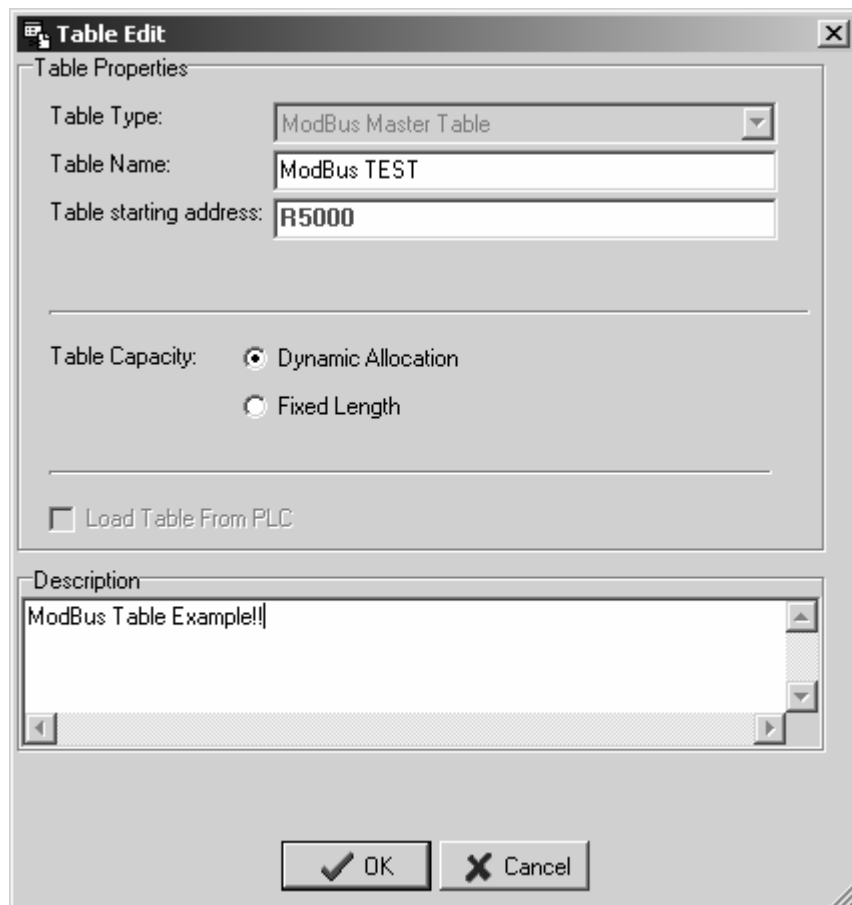 Table Edit
Table Properties
Table Type: ModBus Master Table
Table Name: ModBus TEST
Table starting address: R5000
Table Capacity: Dynamic Allocation
Fixed Length
Load Table From PLC
Description
ModBus Table Example!!
OK Cancel